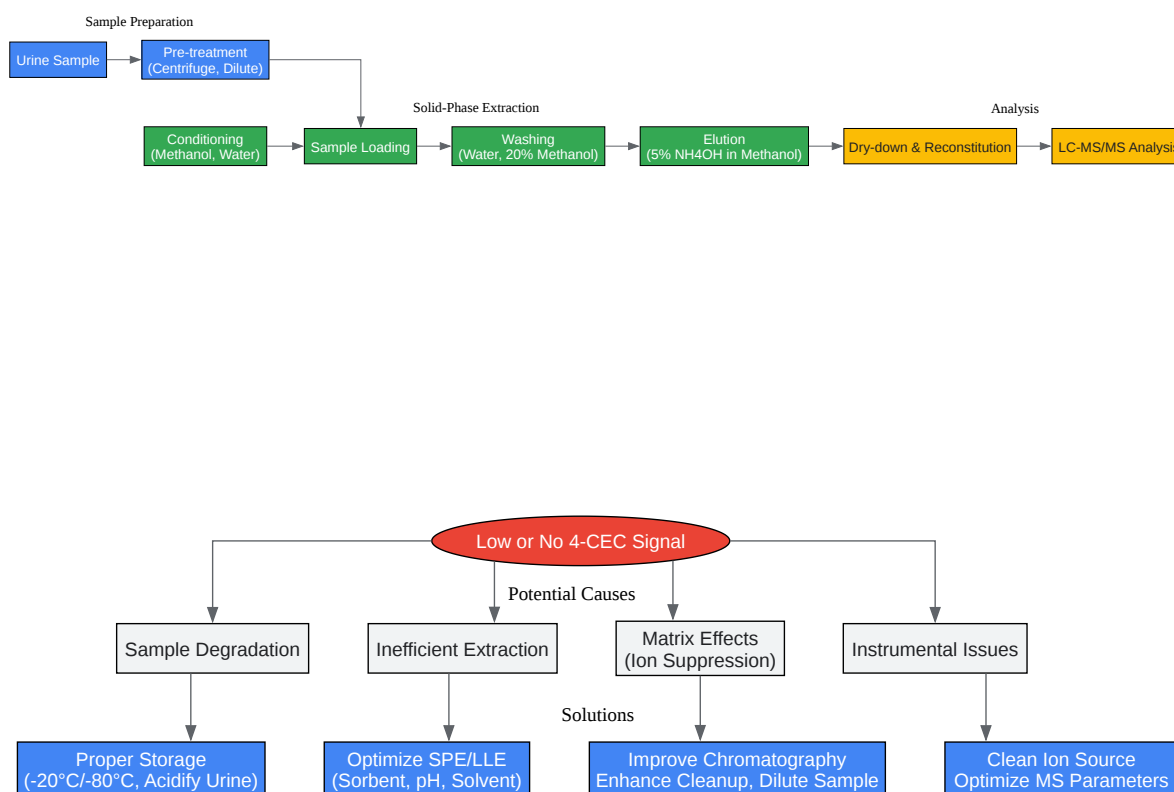 Sample Preparation
Urine Sample
Pre-treatment
(Centrifuge, Dilute)
Solid-Phase Extraction
Analysis
Conditioning
(Methanol, Water)
Sample Loading
Washing
(Water, 20% Methanol)
Elution
(5% NH4OH in Methanol)
Dry-down & Reconstitution
LC-MS/MS Analysis
Low or No 4-CEC Signal
Potential Causes
Sample Degradation
Inefficient Extraction
Matrix Effects
(Ion Suppression)
Instrumental Issues
Solutions
Proper Storage
(-20°C/-80°C, Acidify Urine)
Optimize SPE/LLE
(Sorbent, pH, Solvent)
Improve Chromatography
Enhance Cleanup, Dilute Sample
Clean Ion Source
Optimize MS Parameters